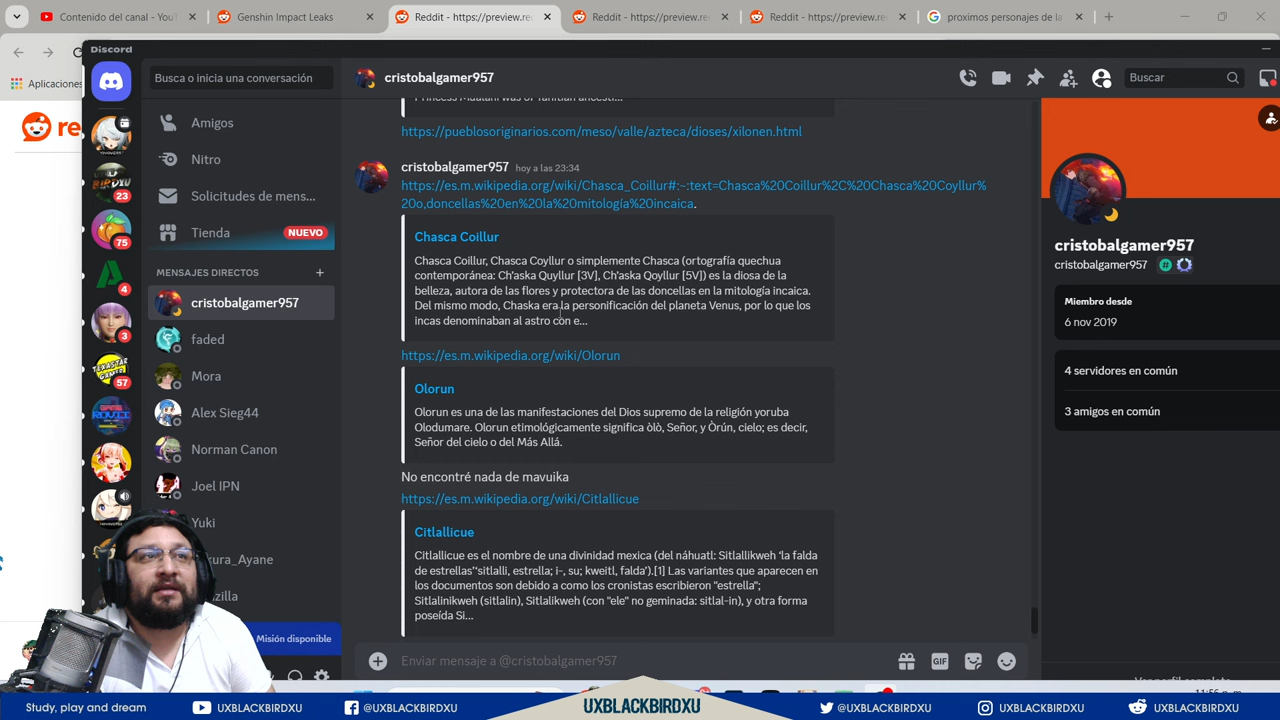 Contenido del canal - You
Genshin Impact Leaks
Reddit - https://preview.re
Reddit - https://preview.re
Reddit - https://preview.re
proximos personajes de la
Aplicaciones
Discord
Busca o inicia una conversación
cristobalgamer957
Buscar
Amigos
Nitro
Solicitudes de mens...
Tienda
NUEVO
MENSAJES DIRECTOS
cristobalgamer957
faded
Mora
Alex Sieg44
Norman Canon
Joel IPN
Yuki
ura_Ayane
zilla
Misión disponible
23
75
4
3
57
https://pueblosoriginarios.com/meso/valle/azteca/dioses/xilonen.html
cristobalgamer957 hoy a las 23:34
https://es.m.wikipedia.org/wiki/Chasca_Coillur#:~:text=Chasca%20Coillur%2C%20Chasca%20Coyllur%
20o,doncellas%20en%20la%20mitología%20incaica.
Chasca Coillur
Chasca Coillur, Chasca Coyllur o simplemente Chasca (ortografía quechua
contemporánea: Ch'aska Quyllur [3V], Ch'aska Qoyllur [5V]) es la diosa de la
belleza, autora de las flores y protectora de las doncellas en la mitología incaica.
Del mismo modo, Chaska era la personificación del planeta Venus, por lo que los
incas denominaban al astro con e...
https://es.m.wikipedia.org/wiki/Olorun
Olorun
Olorun es una de las manifestaciones del Dios supremo de la religión yoruba
Olodumare. Olorun etimológicamente significa òlò, Señor, y Òrún, cielo; es decir,
Señor del cielo o del Más Allá.
No encontré nada de mavuika
https://es.m.wikipedia.org/wiki/Citlallicue
Citlallicue
Citlallicue es el nombre de una divinidad mexica (del náhuatl: Sitlallikweh 'la falda
de estrellas''sitlalli, estrella; i-, su; kweitl, falda').[1] Las variantes que aparecen en
los documentos son debido a como los cronistas escribieron "estrella";
Sitlalinikweh (sitlalin), Sitlalikweh (con "ele" no geminada: sitlal-in), y otra forma
poseída Si...
Enviar mensaje a @cristobalgamer957
GIF
cristobalgamer957
cristobalgamer957
Miembro desde
6 nov 2019
4 servidores en común
3 amigos en común
Study, play and dream
UXBLACKBIRDXU
@UXBLACKBIRDXU
UXBLACKBIRDXU
@UXBLACKBIRDXU
UXBLACKBIRDXU
UXBLACKBIRDXU